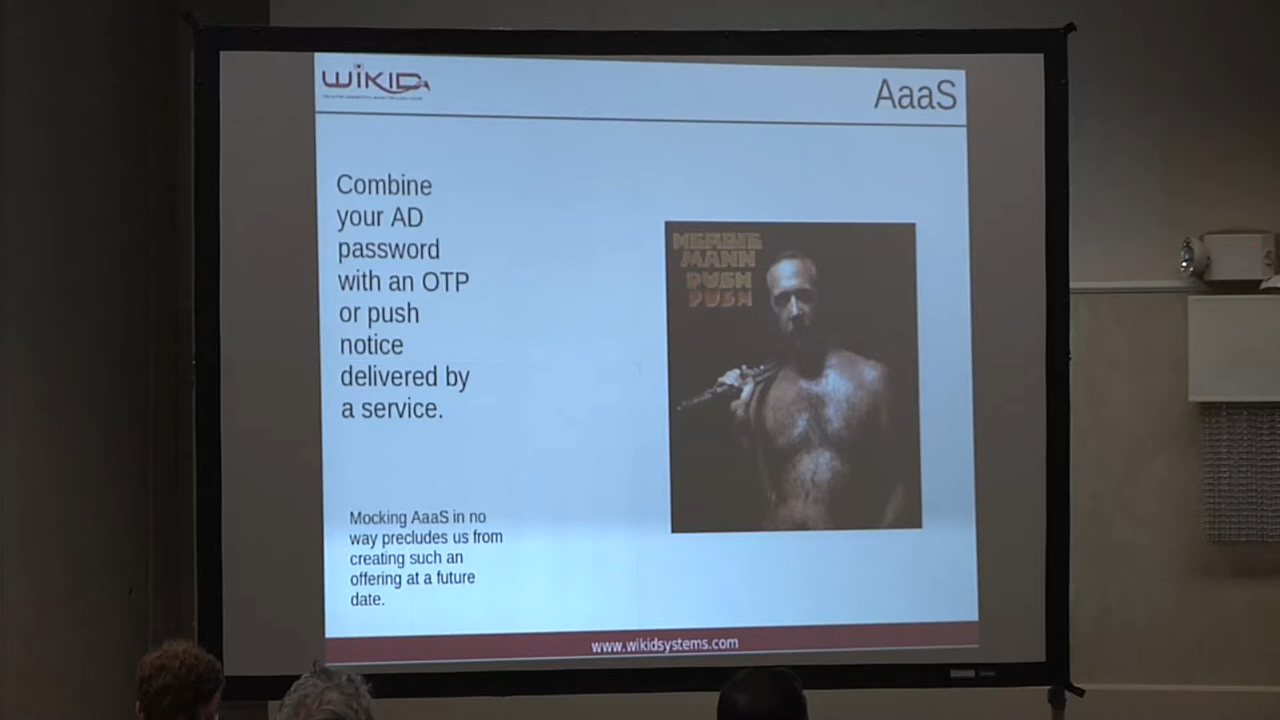 WiKID
AaaS
Combine
your AD
password
with an OTP
or push
notice
delivered by
a service.
HERBIE
MANN
PUSH
PUSH
Mocking AaaS in no
way precludes us from
creating such an
offering at a future
date.
www.wikidsystems.com